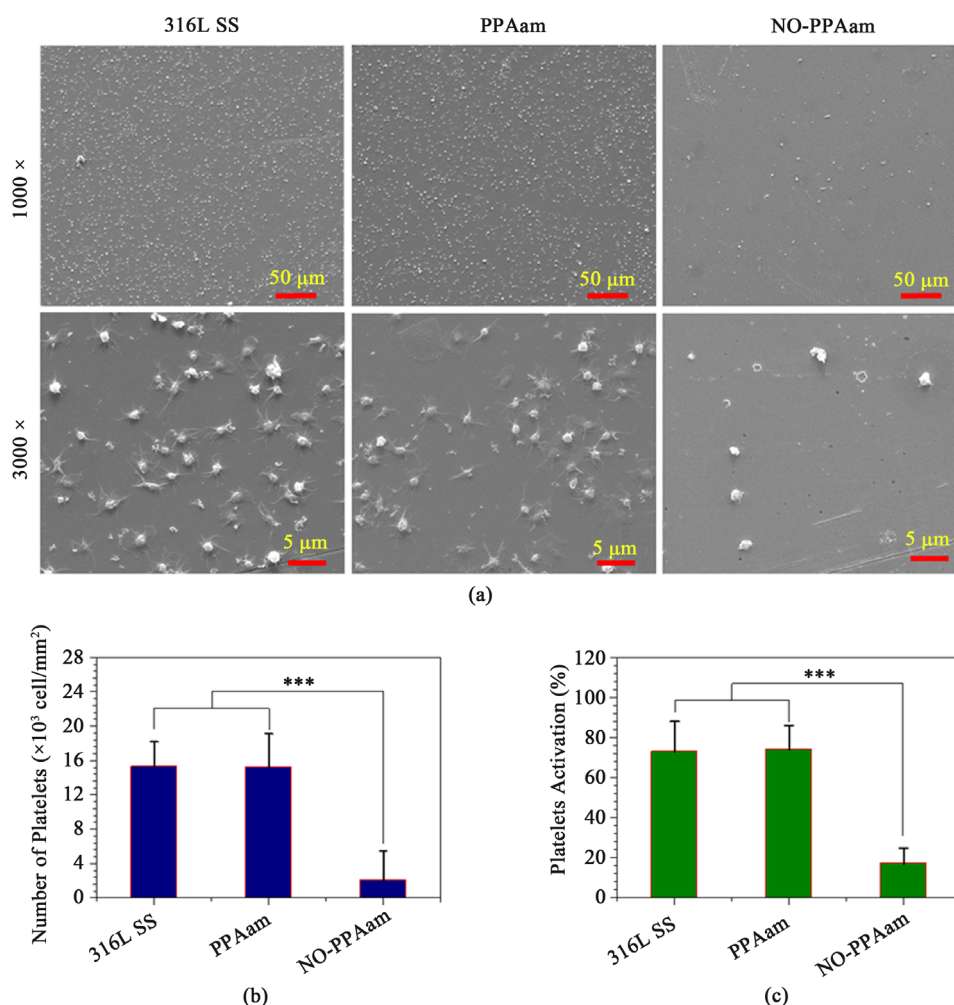 316L SS PPAam NO-PPAam
1000 ×
50 μm 50 μm 50 μm
3000 ×
5 μm 5 μm 5 μm
(a)
Number of Platelets (×10³ cell/mm²)
28
24
20
16
12
8
4
0
***
316L SS PPAam NO-PPAam
(b)
Platelets Activation (%)
120
100
80
60
40
20
0
***
316L SS PPAam NO-PPAam
(c)